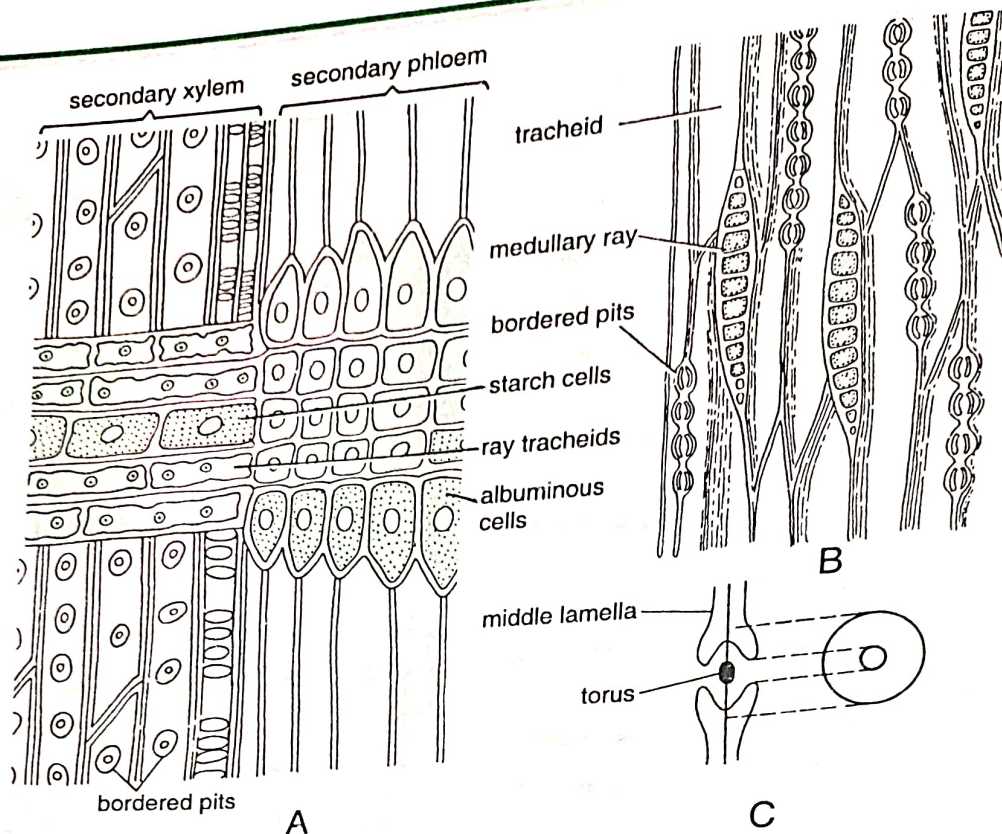 secondary xylem
secondary phloem
tracheid
medullary ray
bordered pits
starch cells
ray tracheids
albuminous
cells
bordered pits
A
B
middle lamella
torus
C